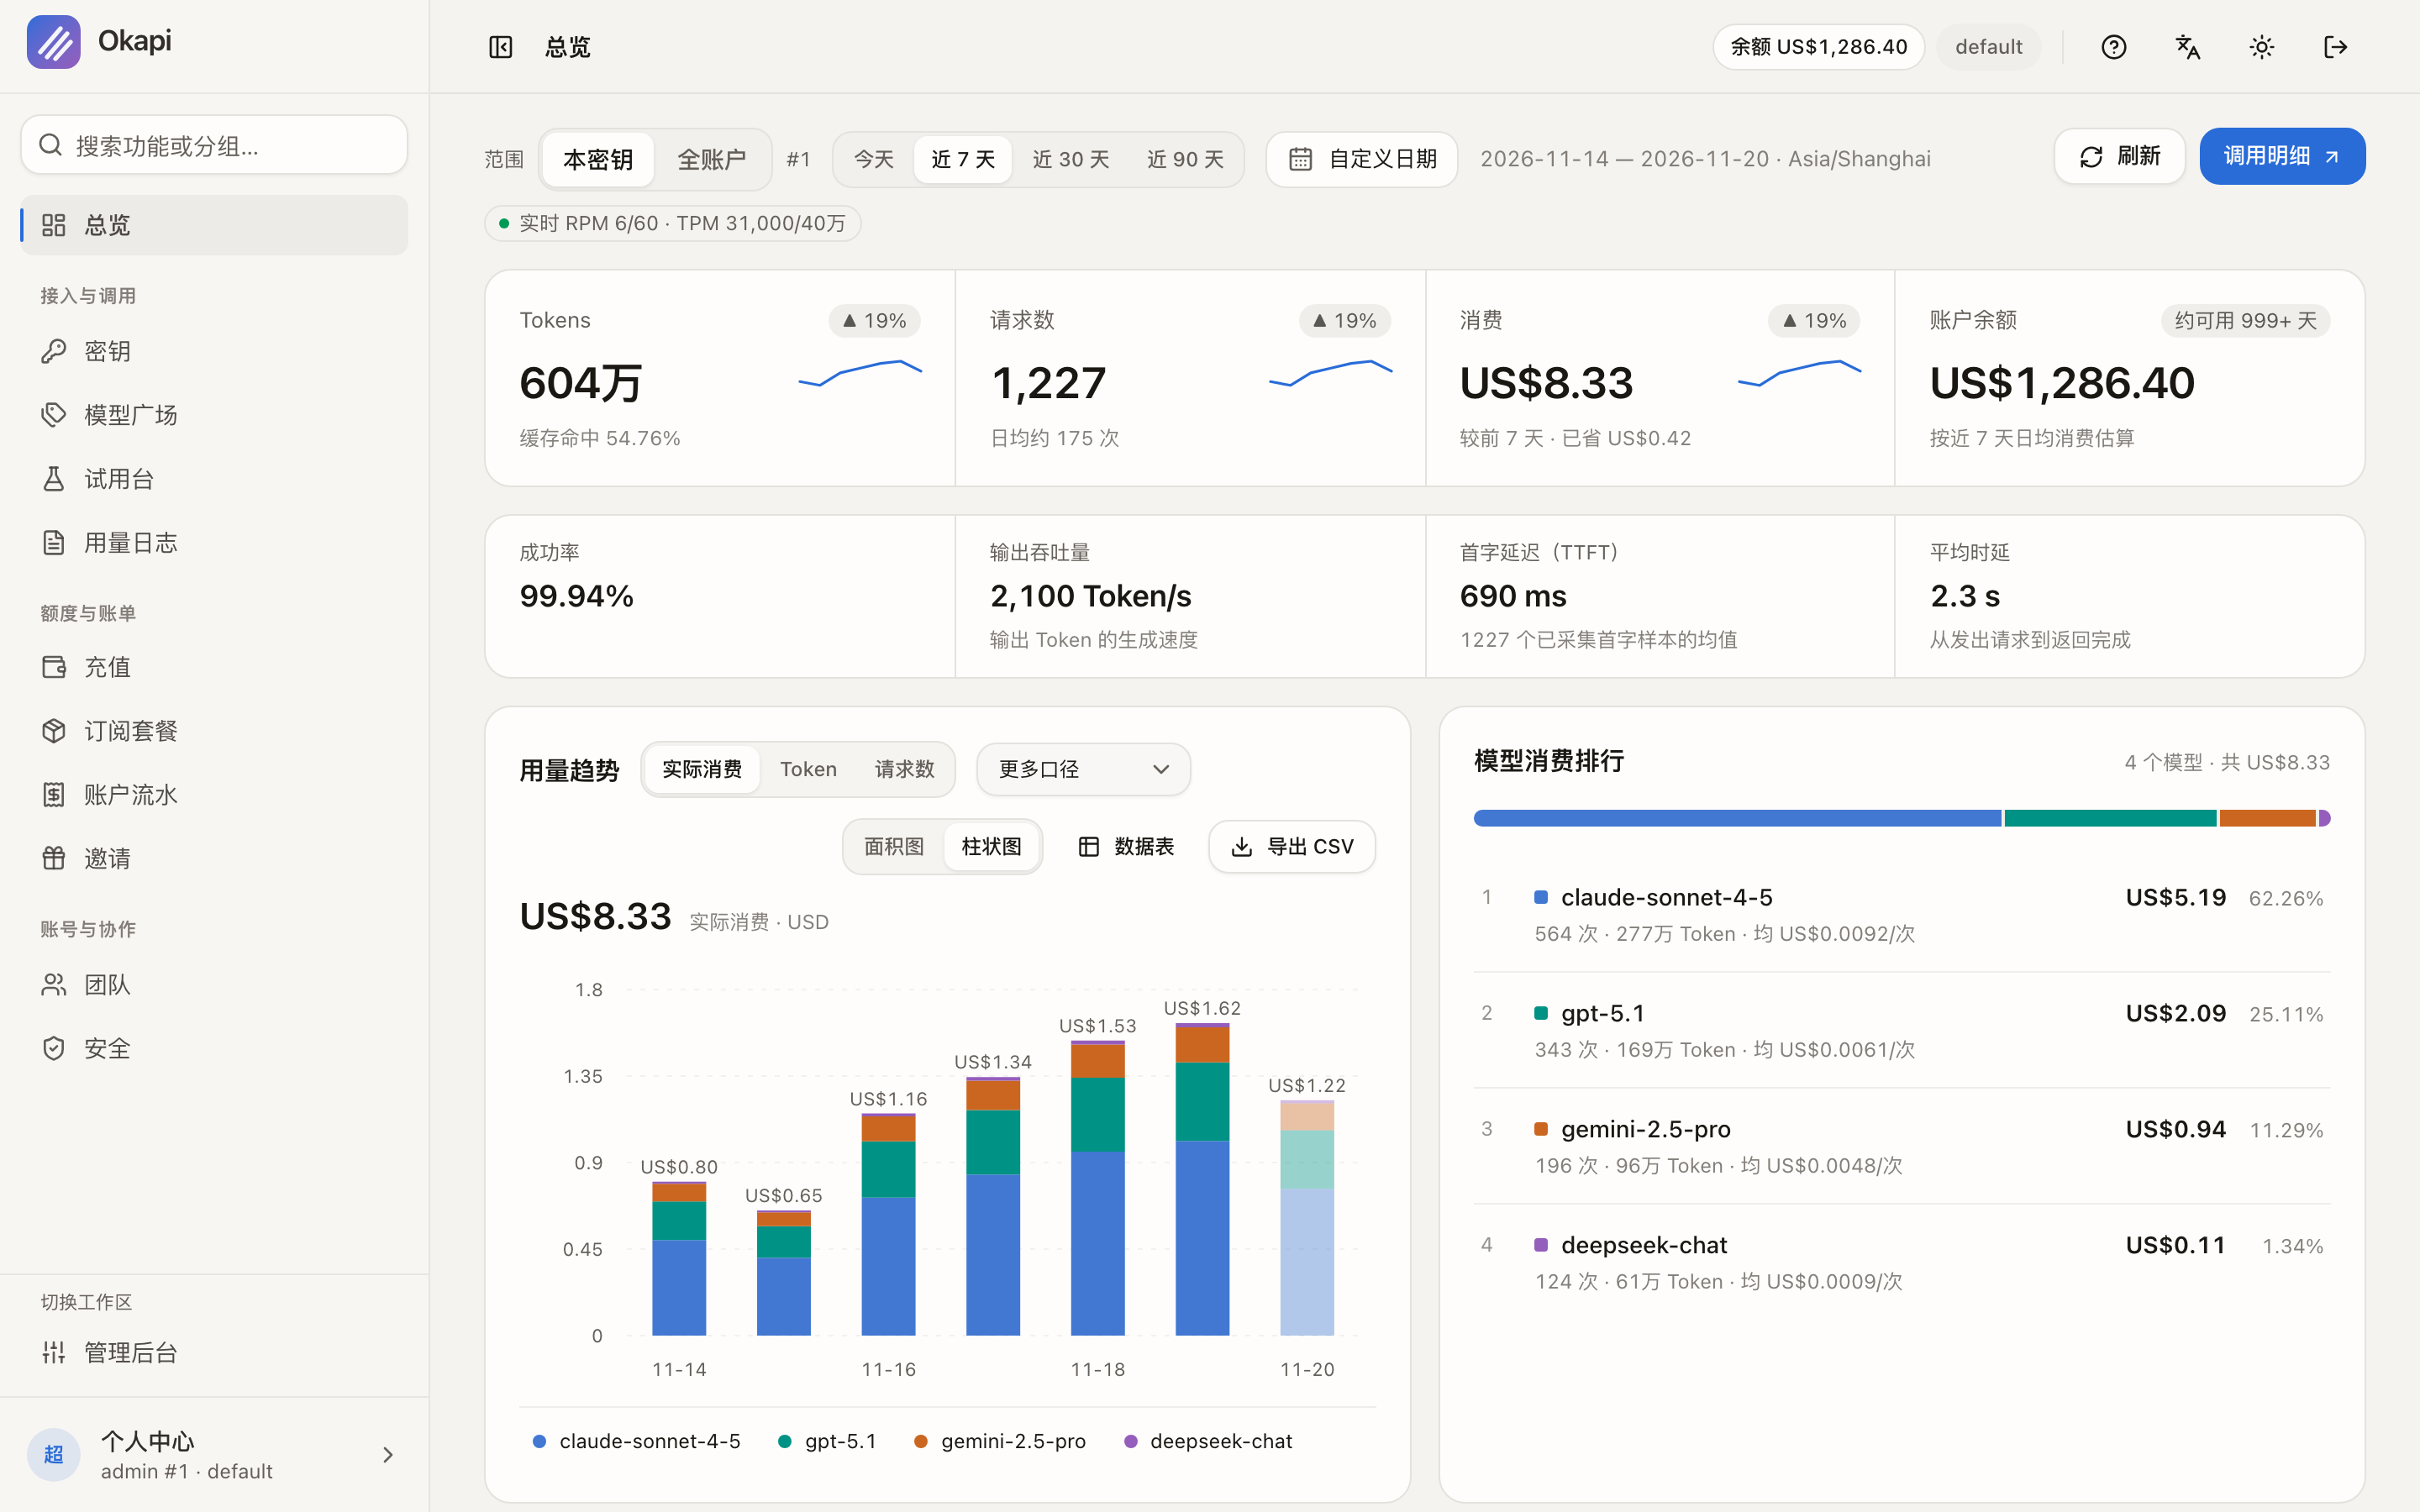 Okapi
总览
余额 US$1,286.40
default
搜索功能或分组...
总览
接入与调用
密钥
模型广场
试用台
用量日志
额度与账单
充值
订阅套餐
账户流水
邀请
账号与协作
团队
安全
切换工作区
管理后台
超
个人中心
admin #1 · default
范围 本密钥 全账户 #1 今天 近 7 天 近 30 天 近 90 天 自定义日期 2026-11-14 — 2026-11-20 · Asia/Shanghai 刷新 调用明细
实时 RPM 6/60 · TPM 31,000/40万
Tokens ▲ 19%
604万
缓存命中 54.76%
请求数 ▲ 19%
1,227
日均约 175 次
消费 ▲ 19%
US$8.33
较前 7 天 · 已省 US$0.42
账户余额 约可用 999+ 天
US$1,286.40
按近 7 天日均消费估算
成功率
99.94%
输出吞吐量
2,100 Token/s
输出 Token 的生成速度
首字延迟（TTFT）
690 ms
1227 个已采集首字样本的均值
平均时延
2.3 s
从发出请求到返回完成
用量趋势 实际消费 Token 请求数 更多口径
面积图 柱状图 数据表 导出 CSV
US$8.33 实际消费 · USD
1.8
1.35
0.9
0.45
0
US$0.80
US$0.65
US$1.16
US$1.34
US$1.53
US$1.62
US$1.22
11-14 11-16 11-18 11-20
claude-sonnet-4-5 gpt-5.1 gemini-2.5-pro deepseek-chat
模型消费排行 4 个模型 · 共 US$8.33
1 claude-sonnet-4-5 US$5.19 62.26%
564 次 · 277万 Token · 均 US$0.0092/次
2 gpt-5.1 US$2.09 25.11%
343 次 · 169万 Token · 均 US$0.0061/次
3 gemini-2.5-pro US$0.94 11.29%
196 次 · 96万 Token · 均 US$0.0048/次
4 deepseek-chat US$0.11 1.34%
124 次 · 61万 Token · 均 US$0.0009/次